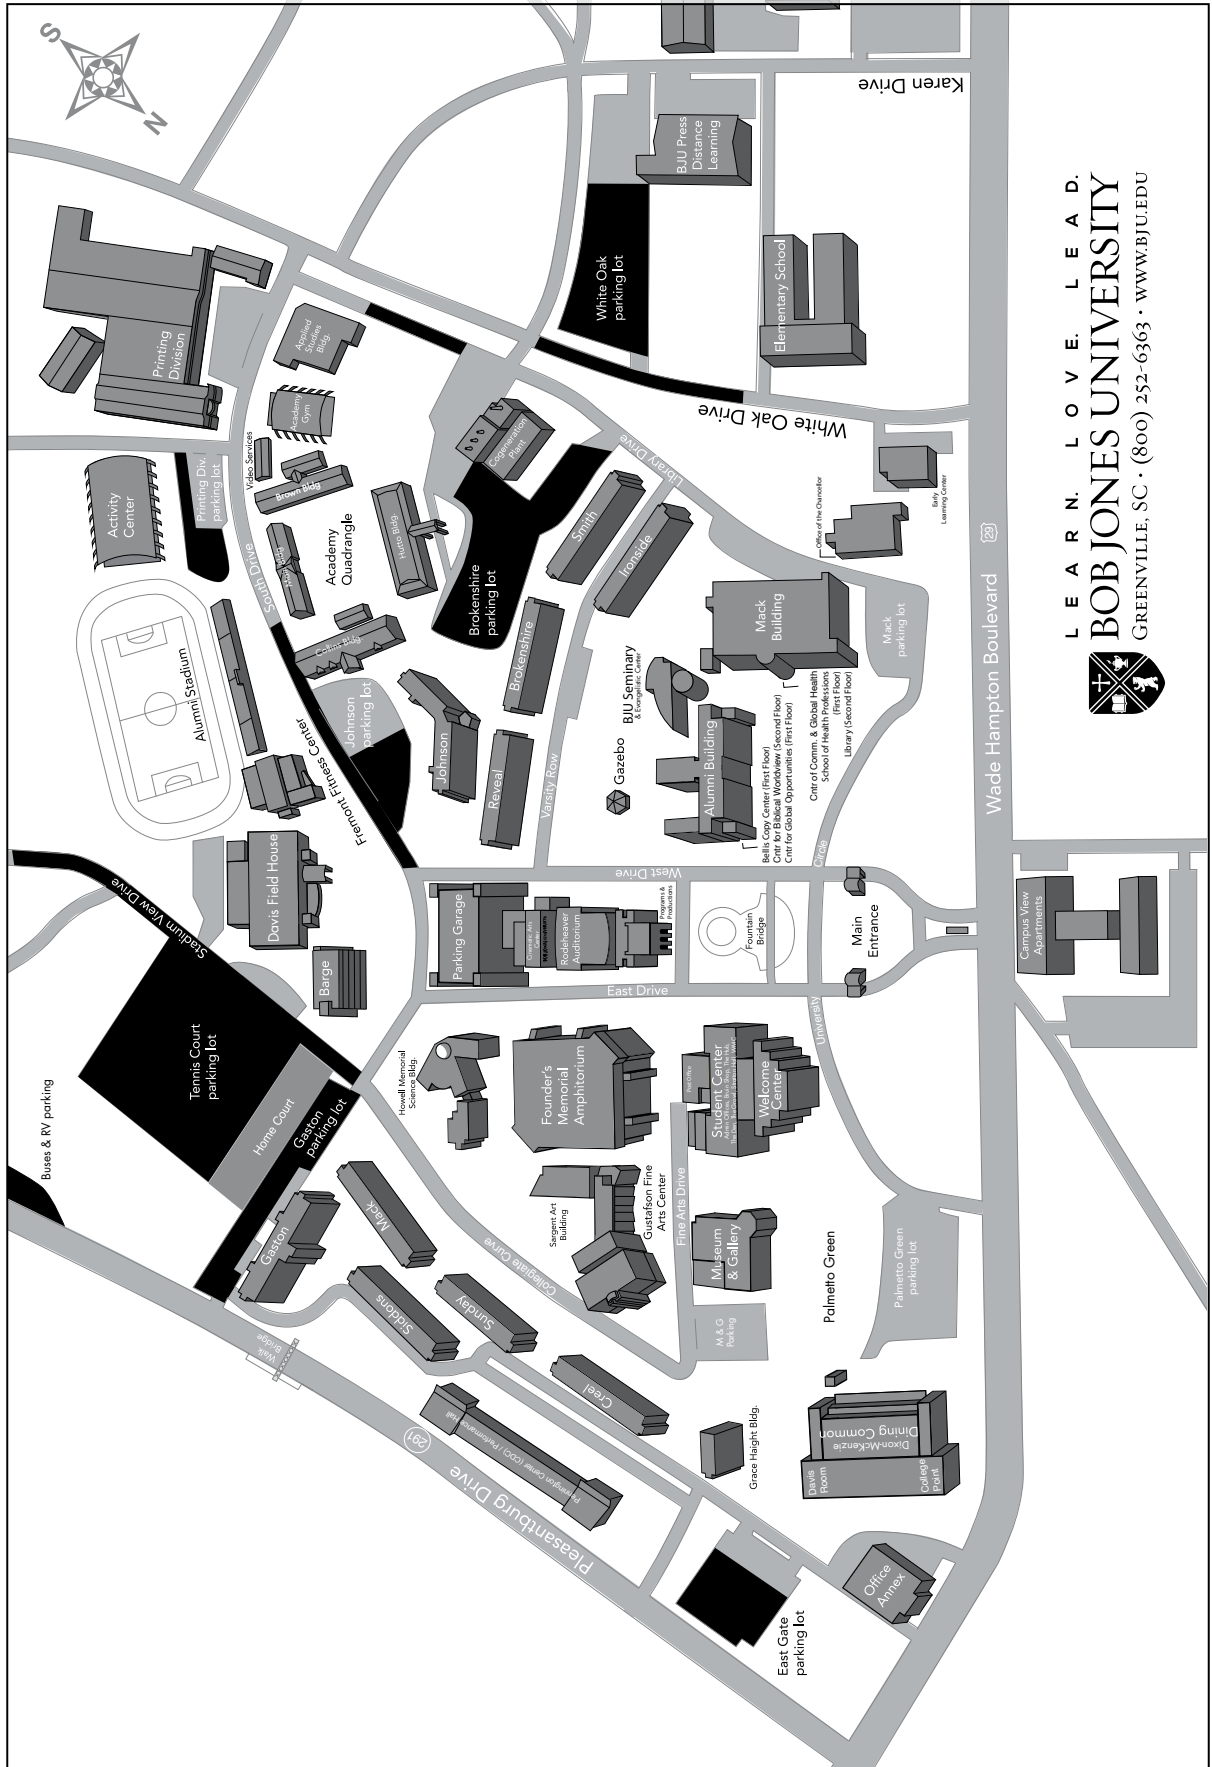 S
N
Karen Drive
BJU Press
Distance
Learning
White Oak
parking lot
Elementary School
White Oak Drive
Library Drive
Early
Learning Center
Office of the Chancellor
Printing
Division
Applied
Studies
Bldg.
Academy
Gym
Video Services
Brown Bldg
Cogeneration
Plant
Printing Div.
parking lot
Activity
Center
South Drive
Academy
Quadrangle
Hutto Bldg.
Collins Bldg
Brokenshire
parking lot
Smith
Ironside
Brokenshire
Alumni Stadium
Johnson
parking lot
Johnson
Reveal
Varsity Row
Fremont Fitness Center
Mack
Building
Mack
parking lot
BJU Seminary
& Evangelistic Center
Gazebo
Alumni Building
Bellis Copy Center (First Floor)
Cntr for Biblical Worldview (Second Floor)
Cntr for Global Opportunities (First Floor)
Cntr of Comm. & Global Health
School of Health Professions
(First Floor)
Library (Second Floor)
Wade Hampton Boulevard
29
LEARN. LOVE. LEAD.
BOB JONES UNIVERSITY
GREENVILLE, SC • (800) 252-6363 • WWW.BJU.EDU
Davis Field House
Barge
Stadium View Drive
Tennis Court
parking lot
Home Court
Gaston
parking lot
Buses & RV parking
Parking Garage
Cinematic Arts
Center
Rodeheaver
Auditorium
Programs &
Productions
West Drive
East Drive
Fountain
Bridge
Circle
Main
Entrance
University
Campus View
Apartments
Howell Memorial
Science Bldg.
Founder's
Memorial
Amphitorium
Post Office
Student Center
Welcome
Center
Sargent Art
Building
Gustafson Fine
Arts Center
Fine Arts Drive
Museum
& Gallery
M & G
Parking
Palmetto Green
Palmetto Green
parking lot
Gaston
Mack
Siddons
Sunday
Creel
Collegiate Curve
Walk
Bridge
291
Pleasantburg Drive
Pennington Center (CDC) / Performance Hall
Grace Haight Bldg.
Davis
Room
Dixon-McKenzie
Dining Common
College
Point
Office
Annex
East Gate
parking lot